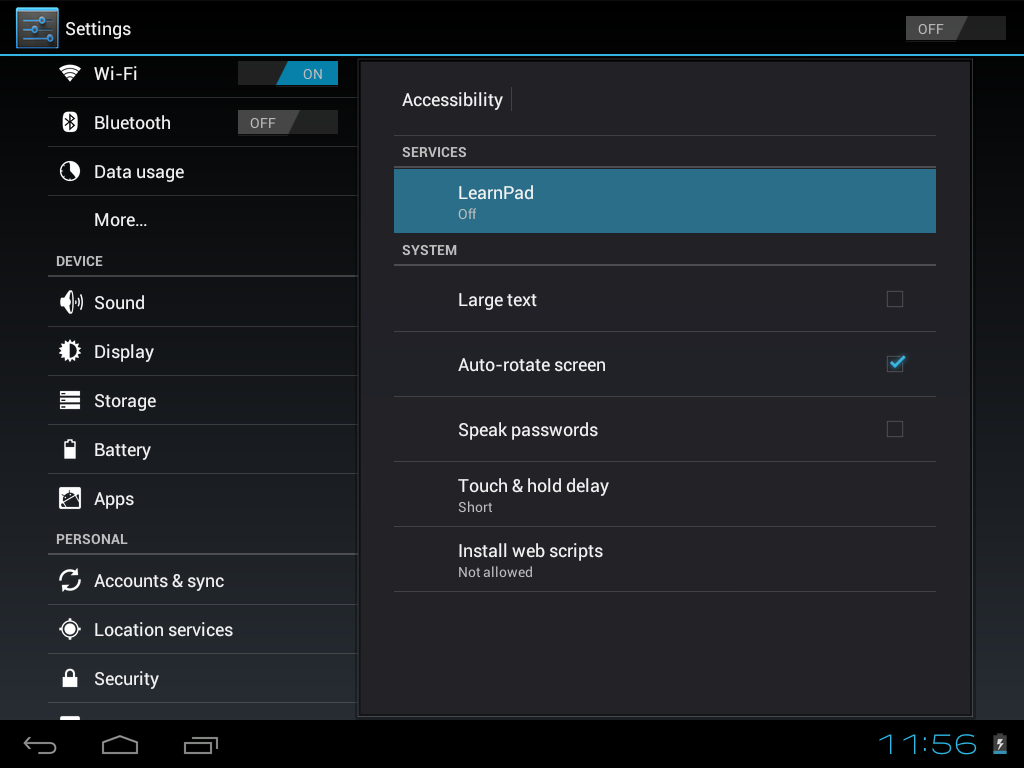 Settings
OFF
Wi-Fi
ON
Bluetooth
OFF
Data usage
More...
DEVICE
Sound
Display
Storage
Battery
Apps
PERSONAL
Accounts & sync
Location services
Security
Accessibility
SERVICES
LearnPad
Off
SYSTEM
Large text
Auto-rotate screen
Speak passwords
Touch & hold delay
Short
Install web scripts
Not allowed
11:56